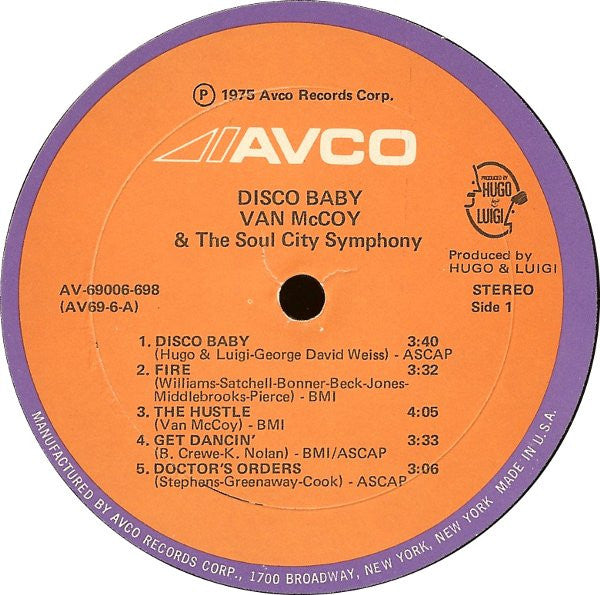 Ⓟ 1975 Avco Records Corp.
AVCO
DISCO BABY
VAN McCOY
& The Soul City Symphony
PRODUCED BY
HUGO
&
LUIGI
Produced by
HUGO & LUIGI
AV-69006-698
(AV69-6-A)
STEREO
Side 1
1. DISCO BABY 3:40
(Hugo & Luigi-George David Weiss) - ASCAP
2. FIRE 3:32
(Williams-Satchell-Bonner-Beck-Jones-
Middlebrooks-Pierce) - BMI
3. THE HUSTLE 4:05
(Van McCoy) - BMI
4. GET DANCIN' 3:33
(B. Crewe-K. Nolan) - BMI/ASCAP
5. DOCTOR'S ORDERS 3:06
(Stephens-Greenaway-Cook) - ASCAP
MANUFACTURED BY AVCO RECORDS CORP., 1700 BROADWAY, NEW YORK, NEW YORK MADE IN U.S.A.